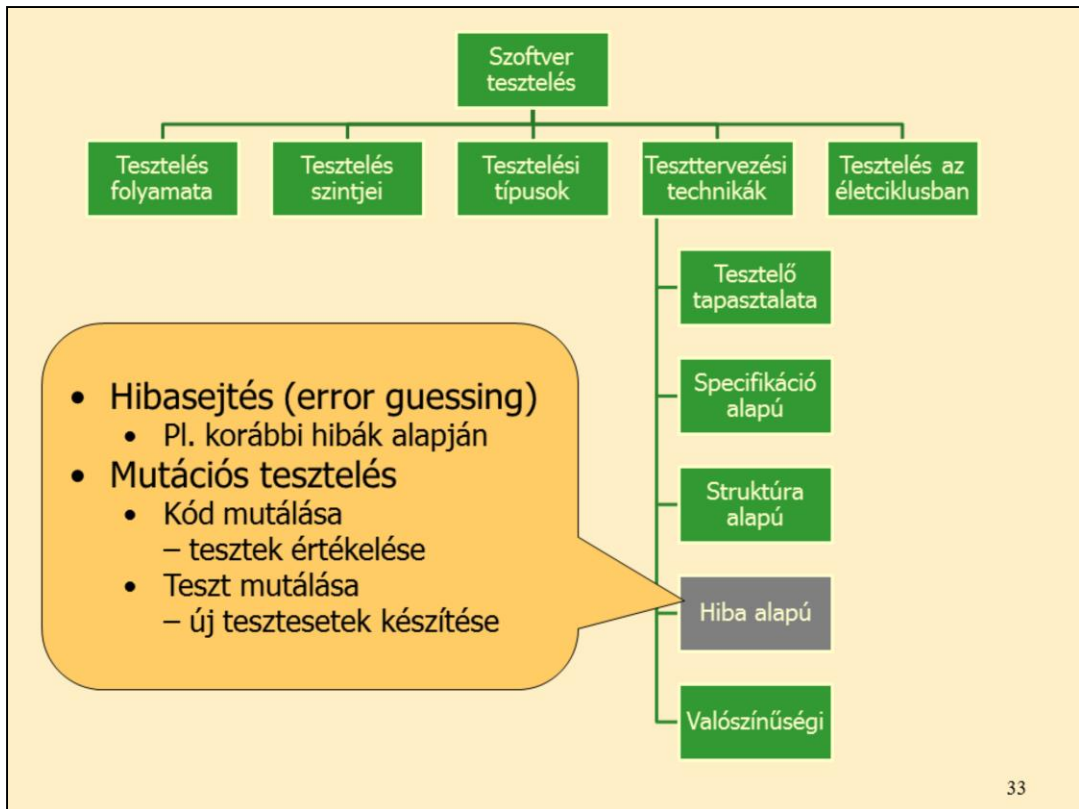 Szoftver
tesztelés
Tesztelés
folyamata
Tesztelés
szintjei
Tesztelési
típusok
Teszttervezési
technikák
Tesztelés az
életciklusban
Tesztelő
tapasztalata
Specifikáció
alapú
Struktúra
alapú
Hiba alapú
Valószínűségi
• Hibasejtés (error guessing)
• Pl. korábbi hibák alapján
• Mutációs tesztelés
• Kód mutálása
– tesztek értékelése
• Teszt mutálása
– új tesztesetek készítése
33